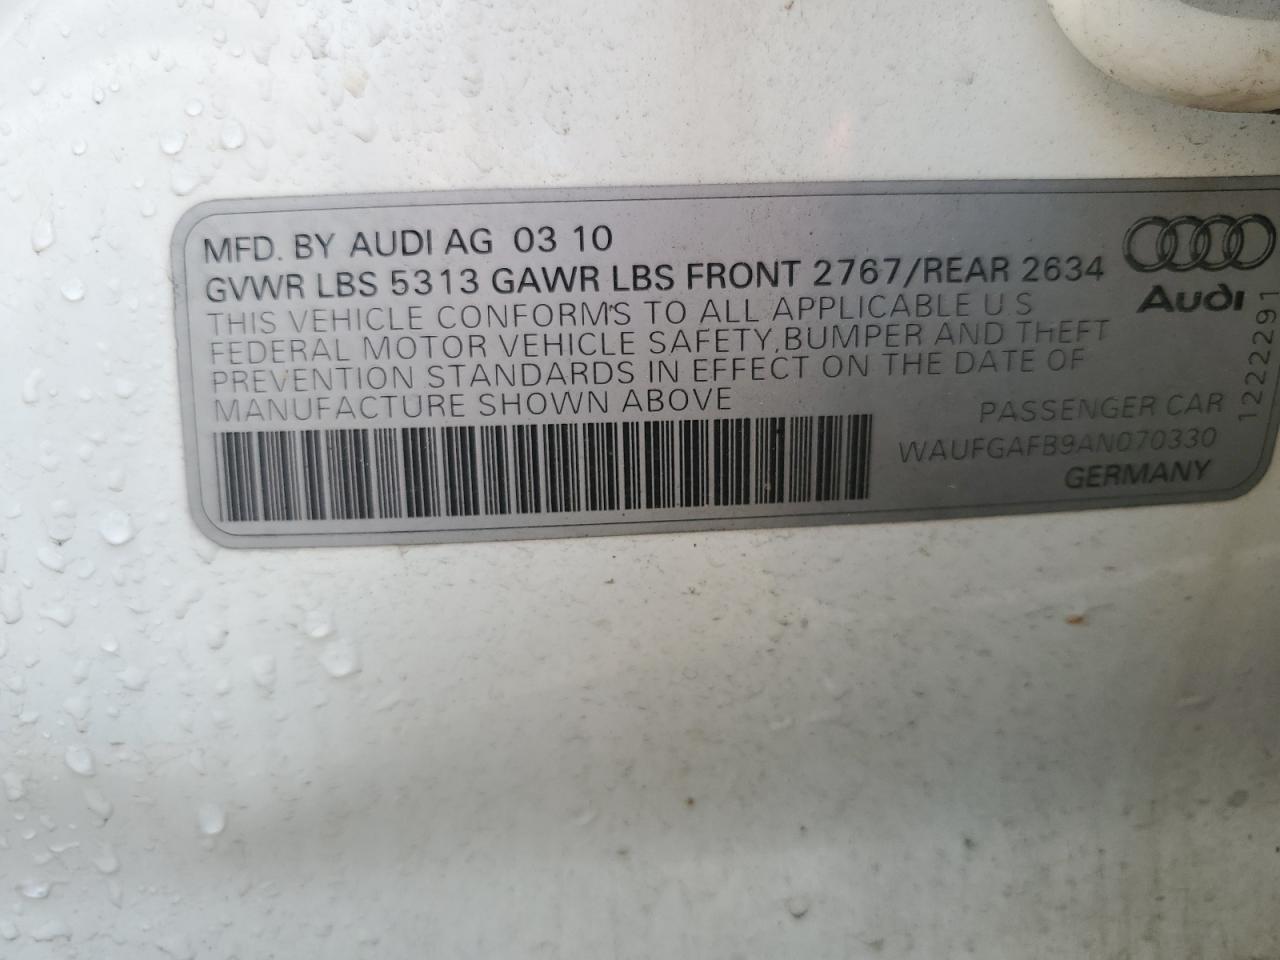 MFD. BY AUDI AG 03 10
GVWR LBS 5313 GAWR LBS FRONT 2767/REAR 2634
THIS VEHICLE CONFORMS TO ALL APPLICABLE U S
FEDERAL MOTOR VEHICLE SAFETY, BUMPER AND THEFT
PREVENTION STANDARDS IN EFFECT ON THE DATE OF
MANUFACTURE SHOWN ABOVE
PASSENGER CAR
WAUFGAFB9AN070330
GERMANY
Audi
1222291